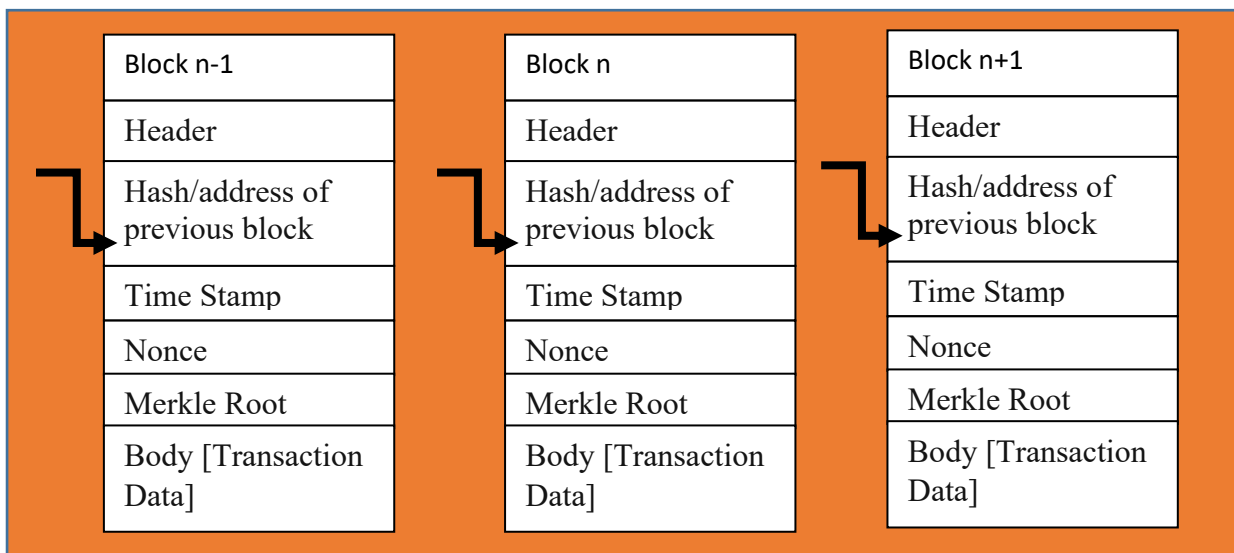 Block n-1
Header
Hash/address of
previous block
Time Stamp
Nonce
Merkle Root
Body [Transaction
Data]
Block n
Header
Hash/address of
previous block
Time Stamp
Nonce
Merkle Root
Body [Transaction
Data]
Block n+1
Header
Hash/address of
previous block
Time Stamp
Nonce
Merkle Root
Body [Transaction
Data]